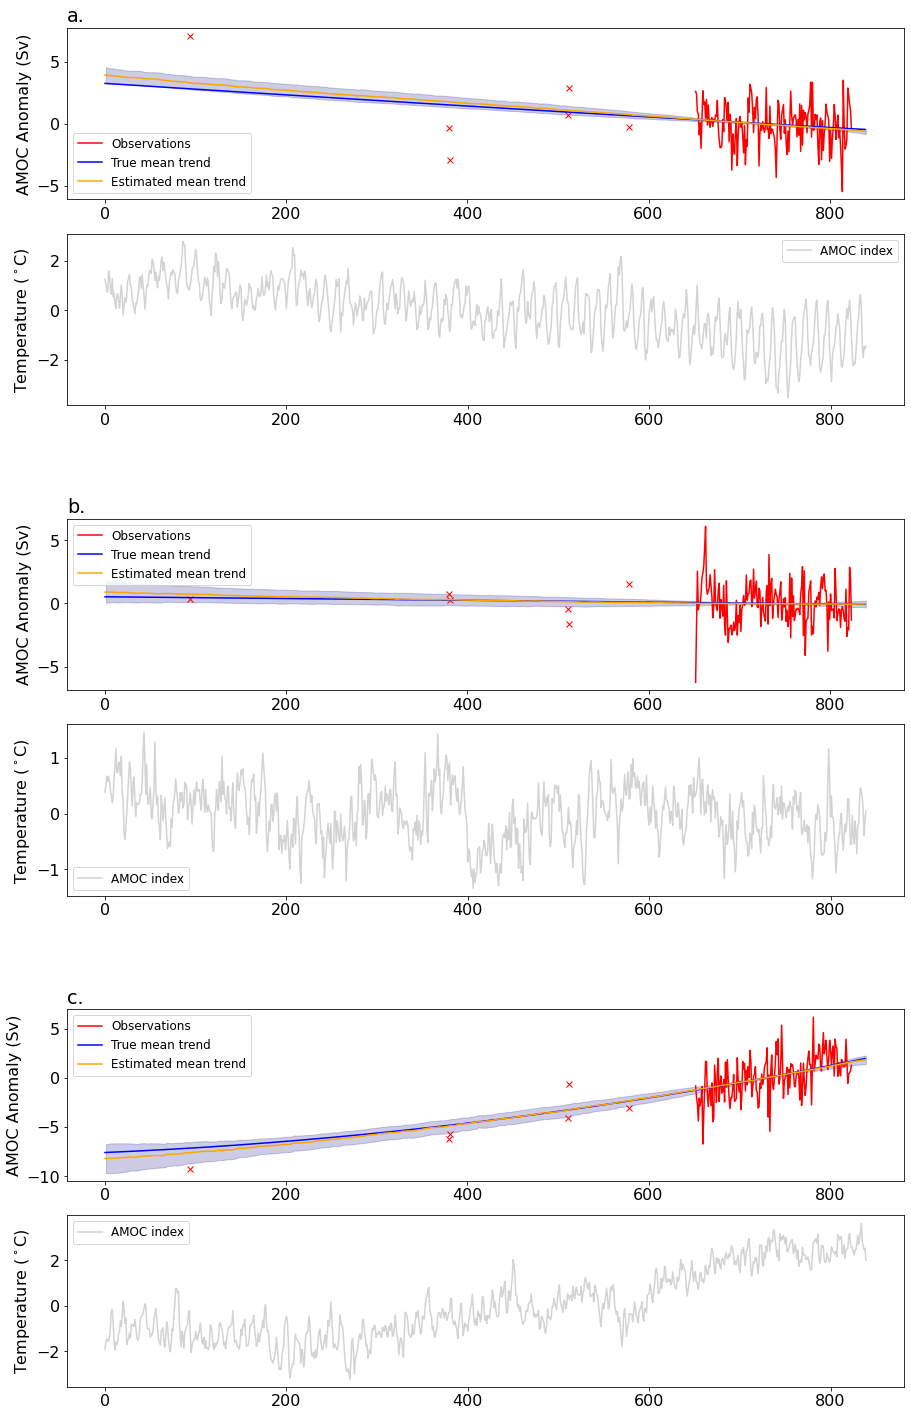 a.
AMOC Anomaly (Sv)
5
0
−5
Observations
True mean trend
Estimated mean trend
0 200 400 600 800
Temperature (°C)
2
0
−2
AMOC index
0 200 400 600 800
b.
AMOC Anomaly (Sv)
5
0
−5
Observations
True mean trend
Estimated mean trend
0 200 400 600 800
Temperature (°C)
1
0
−1
AMOC index
0 200 400 600 800
c.
AMOC Anomaly (Sv)
5
0
−5
−10
Observations
True mean trend
Estimated mean trend
0 200 400 600 800
Temperature (°C)
2
0
−2
AMOC index
0 200 400 600 800